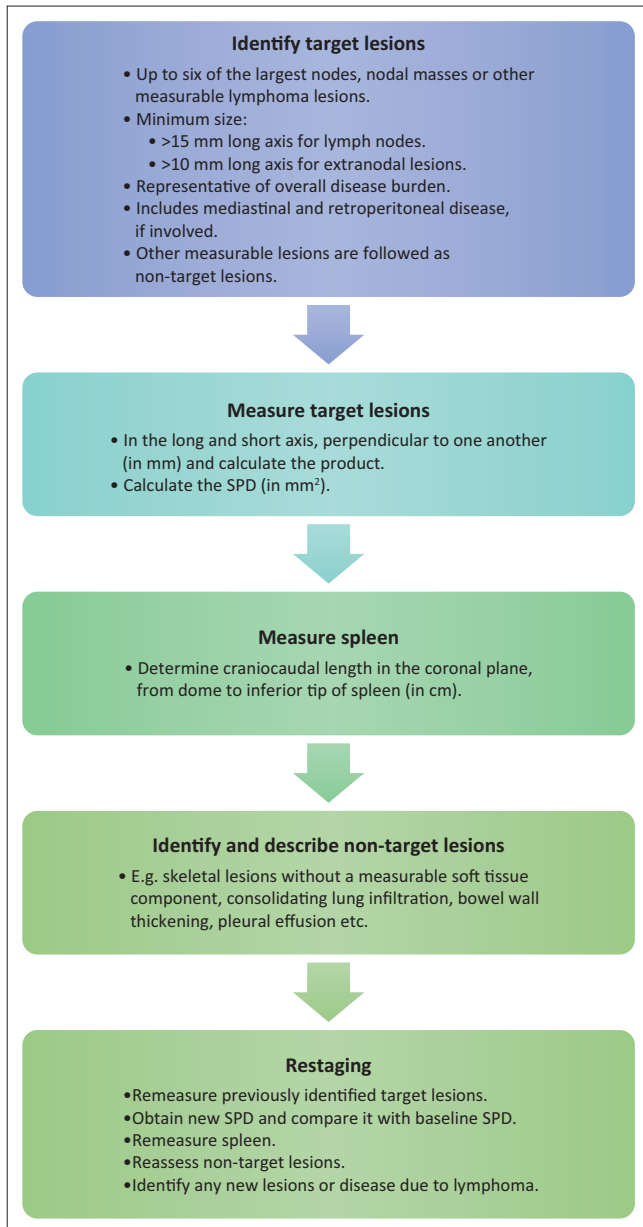 Identify target lesions
• Up to six of the largest nodes, nodal masses or other
measurable lymphoma lesions.
• Minimum size:
• >15 mm long axis for lymph nodes.
• >10 mm long axis for extranodal lesions.
• Representative of overall disease burden.
• Includes mediastinal and retroperitoneal disease,
if involved.
• Other measurable lesions are followed as
non-target lesions.
Measure target lesions
• In the long and short axis, perpendicular to one another
(in mm) and calculate the product.
• Calculate the SPD (in mm²).
Measure spleen
• Determine craniocaudal length in the coronal plane,
from dome to inferior tip of spleen (in cm).
Identify and describe non-target lesions
• E.g. skeletal lesions without a measurable soft tissue
component, consolidating lung infiltration, bowel wall
thickening, pleural effusion etc.
Restaging
•Remeasure previously identified target lesions.
•Obtain new SPD and compare it with baseline SPD.
•Remeasure spleen.
•Reassess non-target lesions.
•Identify any new lesions or disease due to lymphoma.